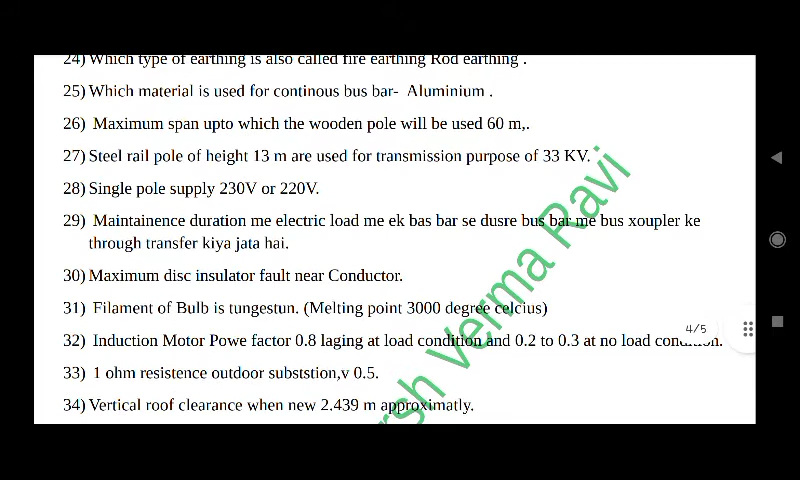 24) Which type of earthing is also called fire earthing Rod earthing .
25) Which material is used for continous bus bar-  Aluminium .
26)  Maximum span upto which the wooden pole will be used 60 m,.
27) Steel rail pole of height 13 m are used for transmission purpose of 33 KV.
28) Single pole supply 230V or 220V.
29)  Maintainence duration me electric load me ek bas bar se dusre bus bar me bus xoupler ke
through transfer kiya jata hai.
30) Maximum disc insulator fault near Conductor.
31)  Filament of Bulb is tungestun. (Melting point 3000 degree celcius)
4/5
32)  Induction Motor Powe factor 0.8 laging at load condition and 0.2 to 0.3 at no load condition.
33)  1 ohm resistence outdoor subststion,v 0.5.
34) Vertical roof clearance when new 2.439 m approximatly.
rsh Verma Ravi